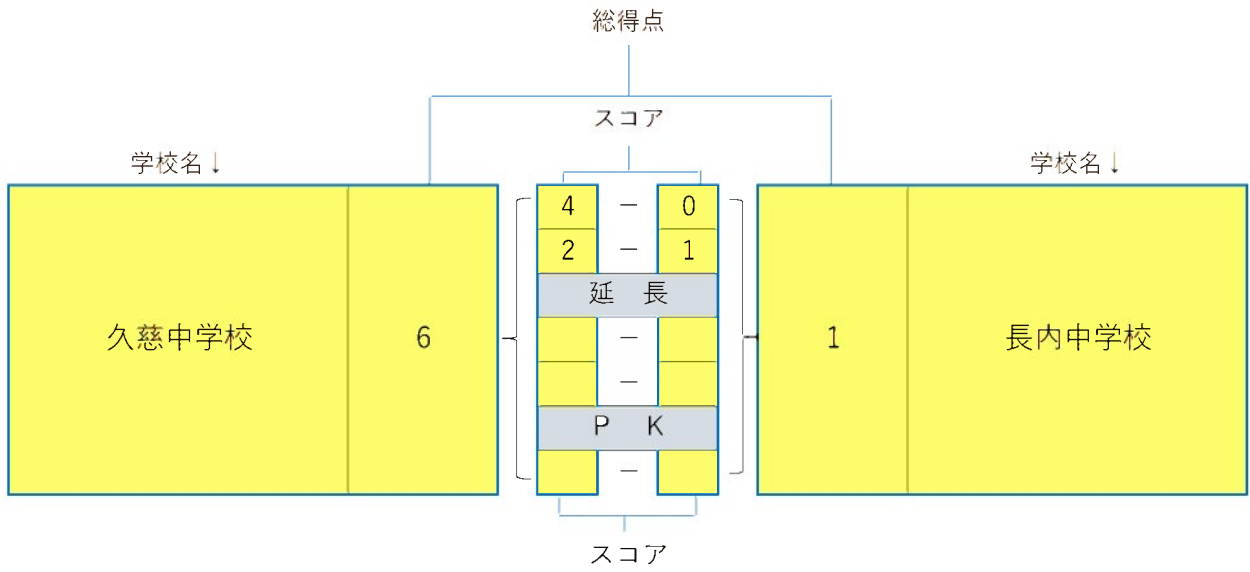 総得点
スコア
学校名↓ 学校名↓
4 － 0
2 － 1
延 長
久慈中学校 6 － 1 長内中学校
－
P K
－
スコア